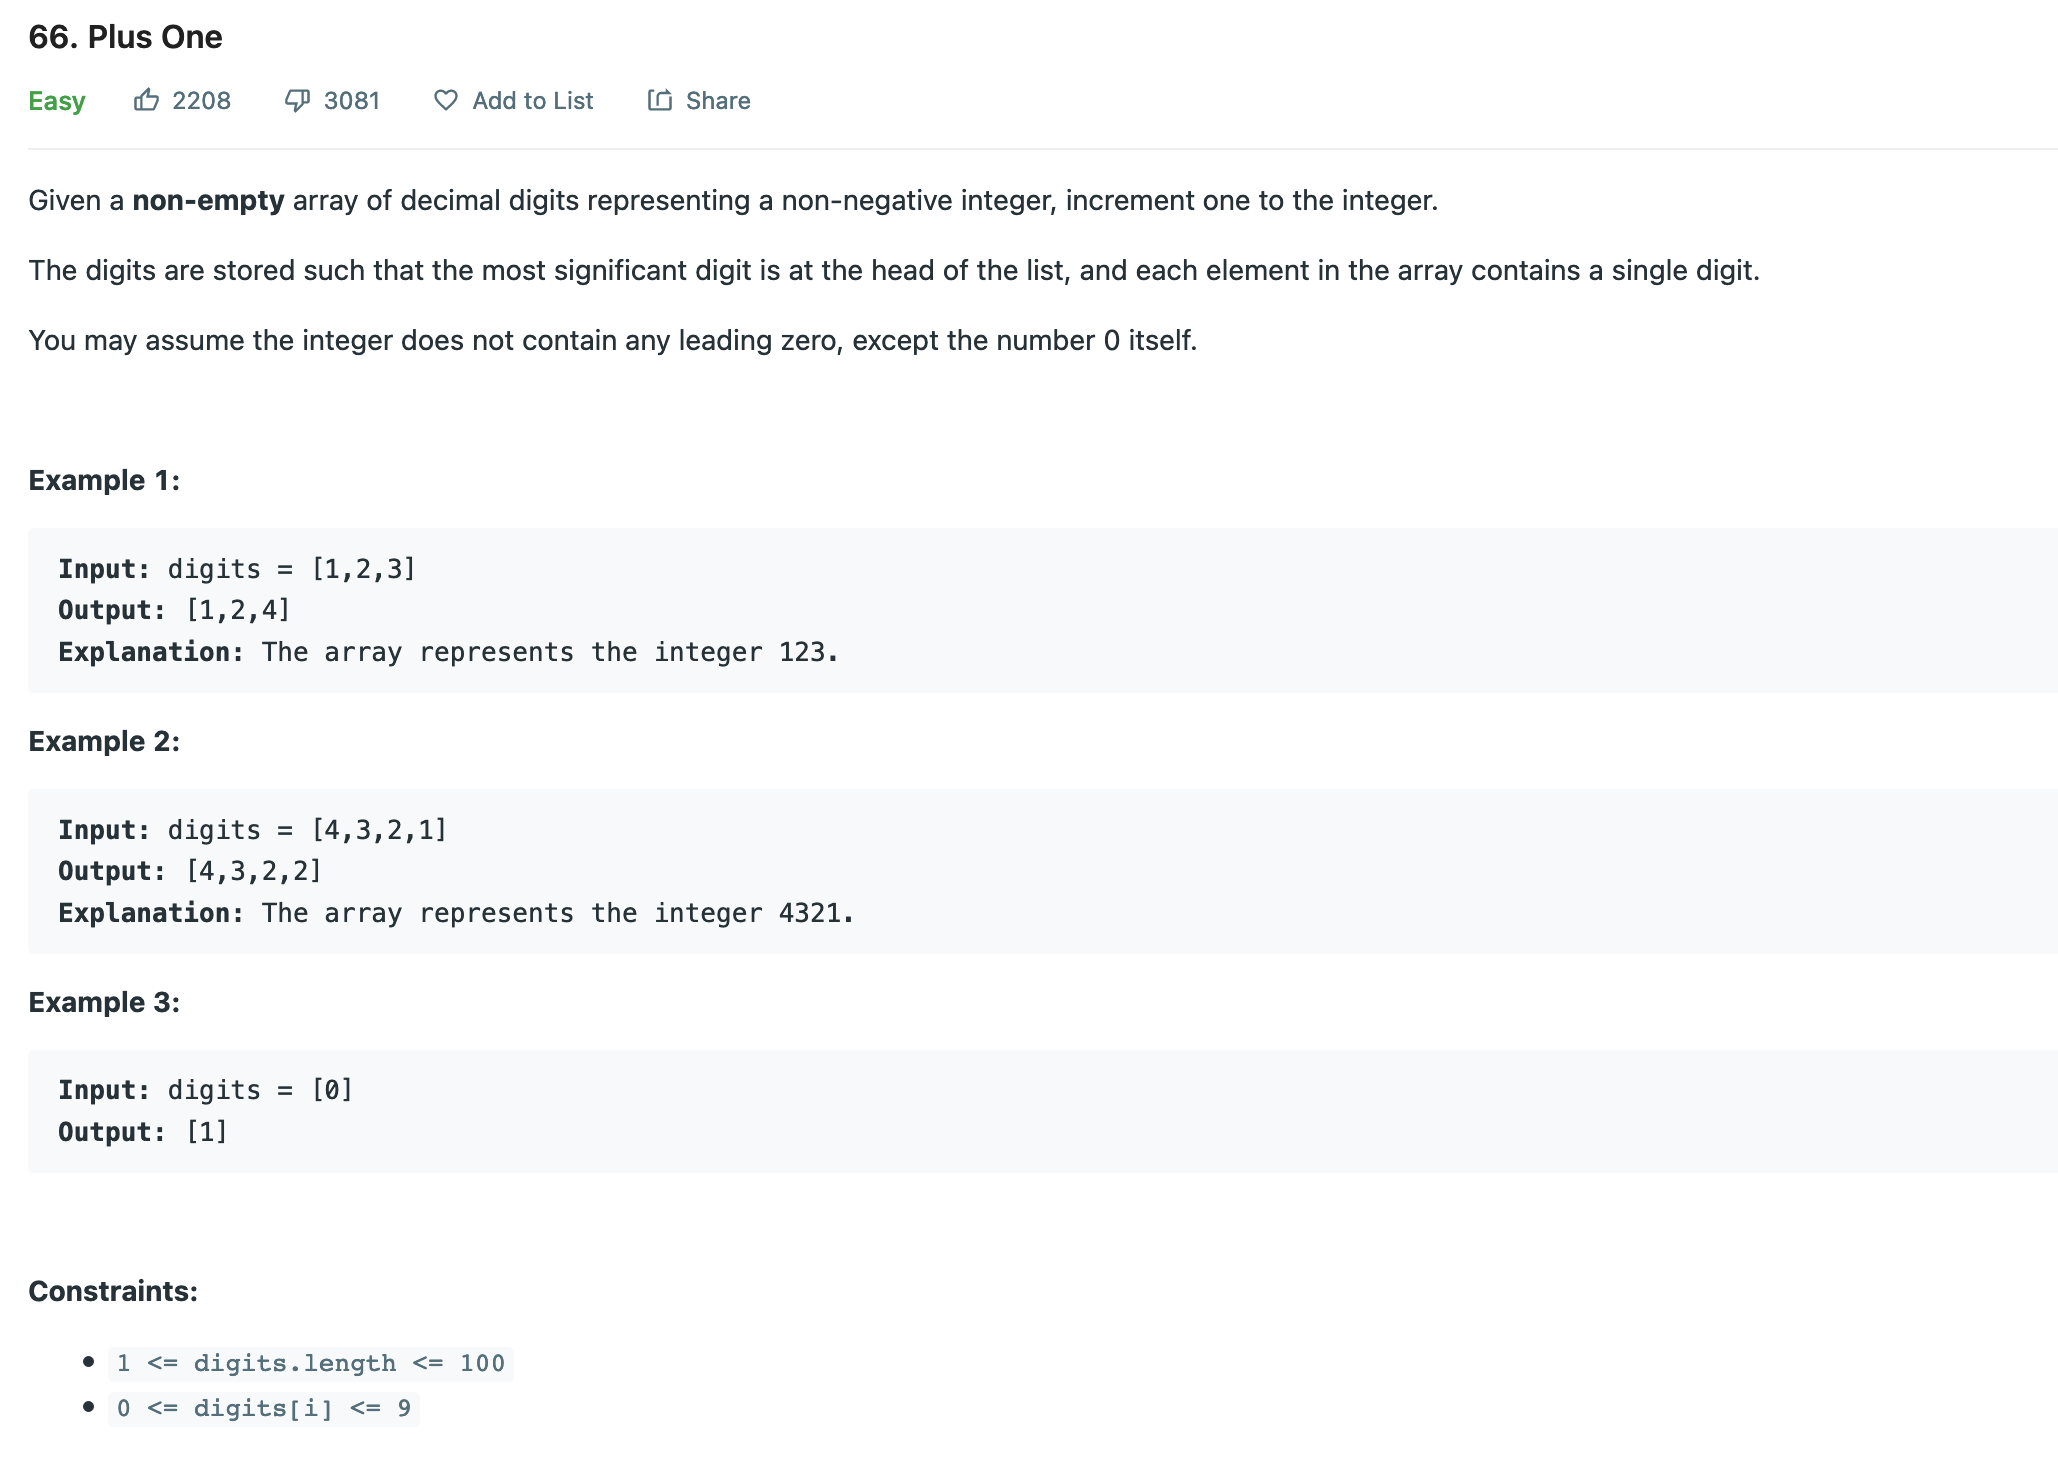 66. Plus One
Easy 2208 3081 Add to List Share
Given a non-empty array of decimal digits representing a non-negative integer, increment one to the integer.
The digits are stored such that the most significant digit is at the head of the list, and each element in the array contains a single digit.
You may assume the integer does not contain any leading zero, except the number 0 itself.
Example 1:
Input: digits = [1,2,3]
Output: [1,2,4]
Explanation: The array represents the integer 123.
Example 2:
Input: digits = [4,3,2,1]
Output: [4,3,2,2]
Explanation: The array represents the integer 4321.
Example 3:
Input: digits = [0]
Output: [1]
Constraints:
• 1 <= digits.length <= 100
• 0 <= digits[i] <= 9